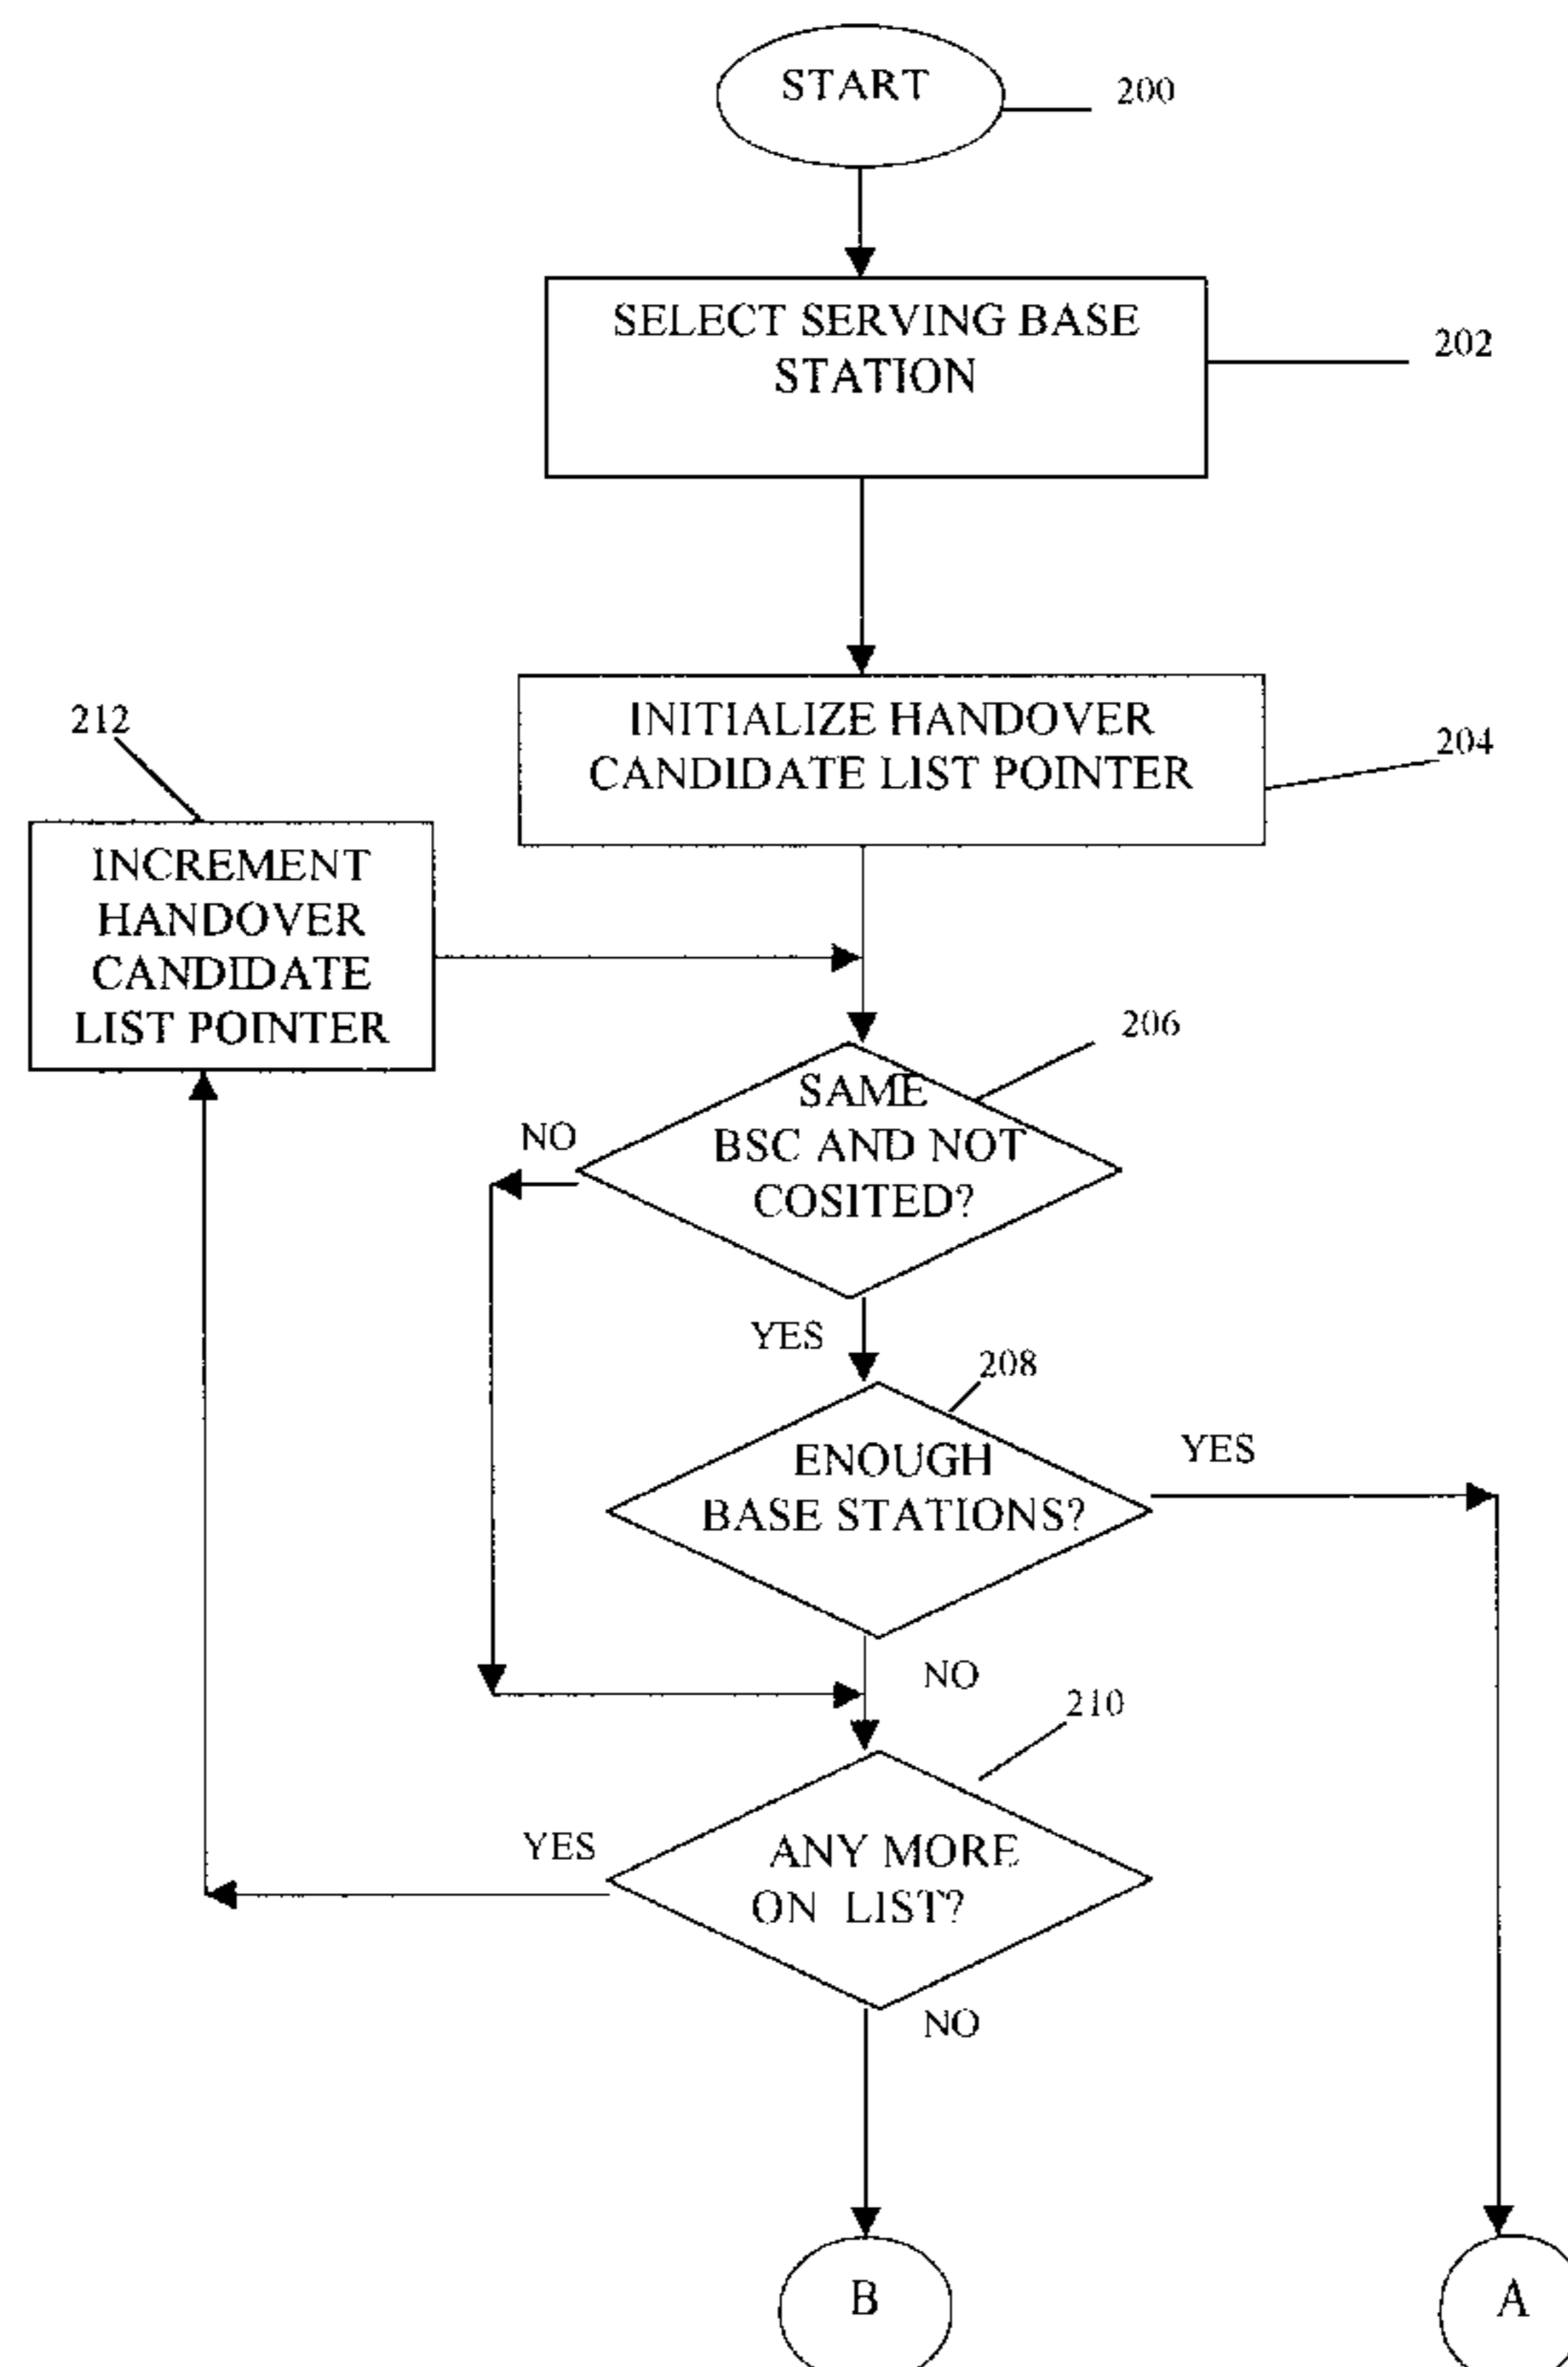 START
200
SELECT SERVING BASE
STATION
202
INITIALIZE HANDOVER
CANDIDATE LIST POINTER
204
212
INCREMENT
HANDOVER
CANDIDATE
LIST POINTER
206
SAME
BSC AND NOT
COSITED?
NO
YES
208
ENOUGH
BASE STATIONS?
YES
NO
210
ANY MORE
ON LIST?
YES
NO
B
A